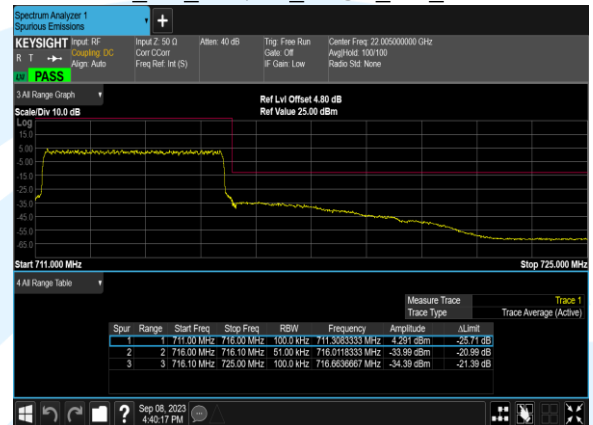 Spectrum Analyzer 1
Spurious Emissions
KEYSIGHT Input: RF Input Z: 50 Ω Atten: 40 dB Trig: Free Run Center Freq: 22.005000000 GHz
R T Coupling: DC Corr CCorr Gate: Off Avg|Hold: 100/100
Align: Auto Freq Ref: Int (S) IF Gain: Low Radio Std: None
LV PASS
3 All Range Graph
Ref Lvl Offset 4.80 dB
Scale/Div 10.0 dB Ref Value 25.00 dBm
Log
15.0
5.00
-5.00
-15.0
-25.0
-35.0
-45.0
-55.0
-65.0
Start 711.000 MHz Stop 725.000 MHz
4 All Range Table
Measure Trace Trace 1
Trace Type Trace Average (Active)
Spur Range Start Freq Stop Freq RBW Frequency Amplitude ΔLimit
1 1 711.00 MHz 716.00 MHz 100.0 kHz 711.3083333 MHz 4.291 dBm -25.71 dB
2 2 716.00 MHz 716.10 MHz 51.00 kHz 716.0118333 MHz -33.99 dBm -20.99 dB
3 3 716.10 MHz 725.00 MHz 100.0 kHz 716.6636667 MHz -34.39 dBm -21.39 dB
? Sep 08, 2023
4:40:17 PM